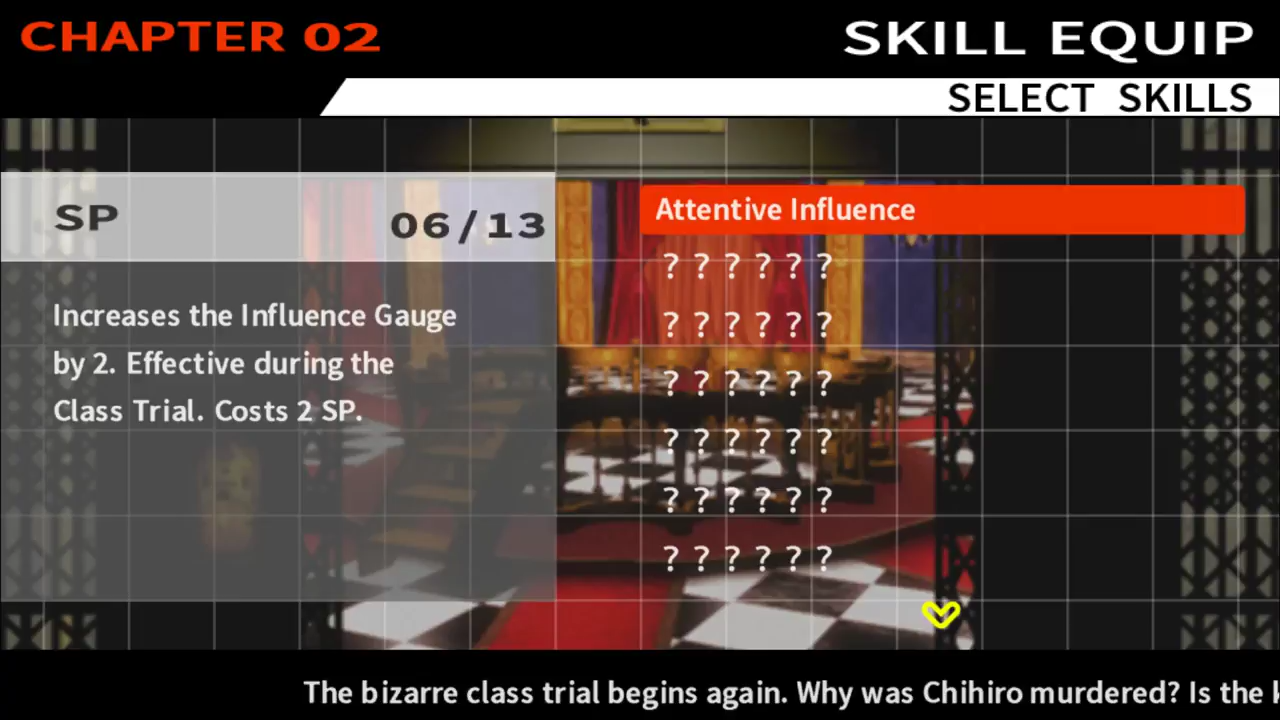 CHAPTER 02
SKILL EQUIP
SELECT SKILLS
SP
06/13
Increases the Influence Gauge
by 2. Effective during the
Class Trial. Costs 2 SP.
Attentive Influence
??????
??????
??????
??????
??????
??????
The bizarre class trial begins again. Why was Chihiro murdered? Is the